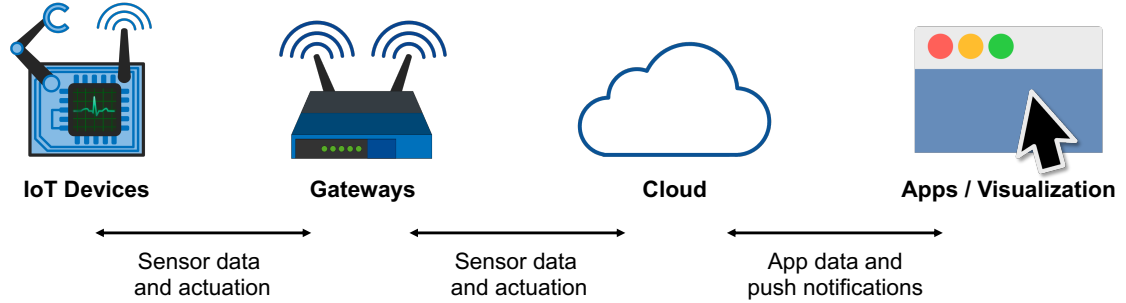 IoT Devices
Gateways
Cloud
Apps / Visualization
Sensor data
and actuation
Sensor data
and actuation
App data and
push notifications